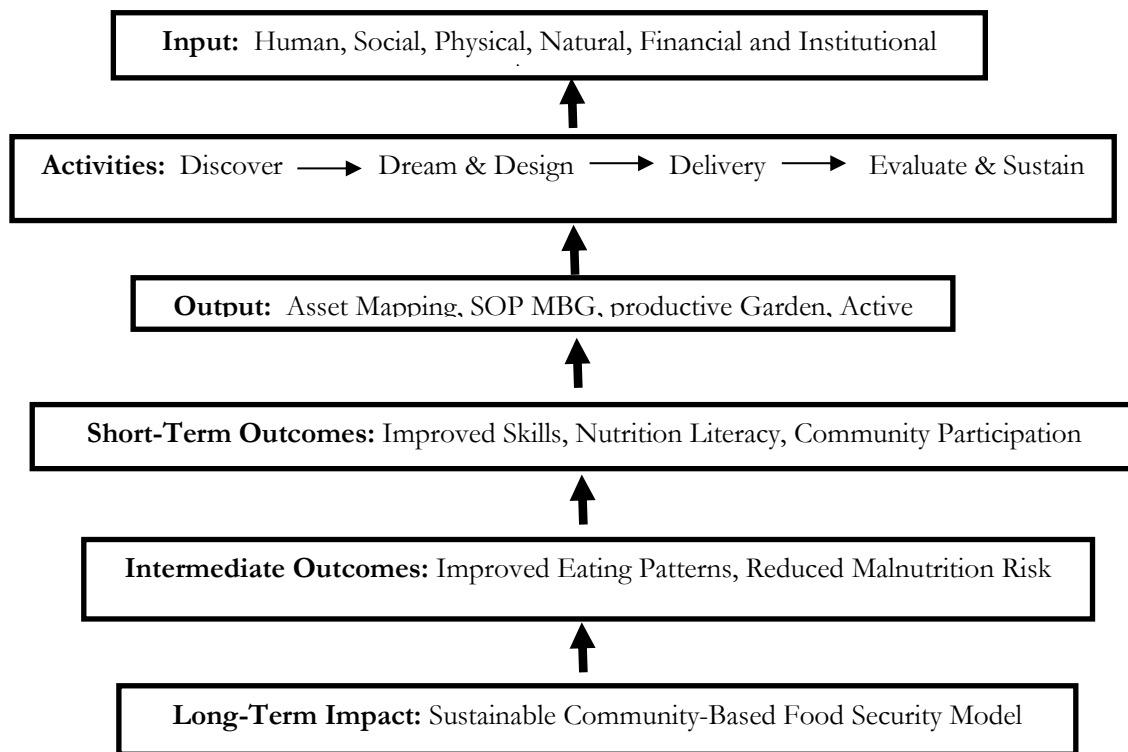 Input: Human, Social, Physical, Natural, Financial and Institutional
Activities: Discover Dream & Design Delivery Evaluate & Sustain
Output: Asset Mapping, SOP MBG, productive Garden, Active
Short-Term Outcomes: Improved Skills, Nutrition Literacy, Community Participation
Intermediate Outcomes: Improved Eating Patterns, Reduced Malnutrition Risk
Long-Term Impact: Sustainable Community-Based Food Security Model